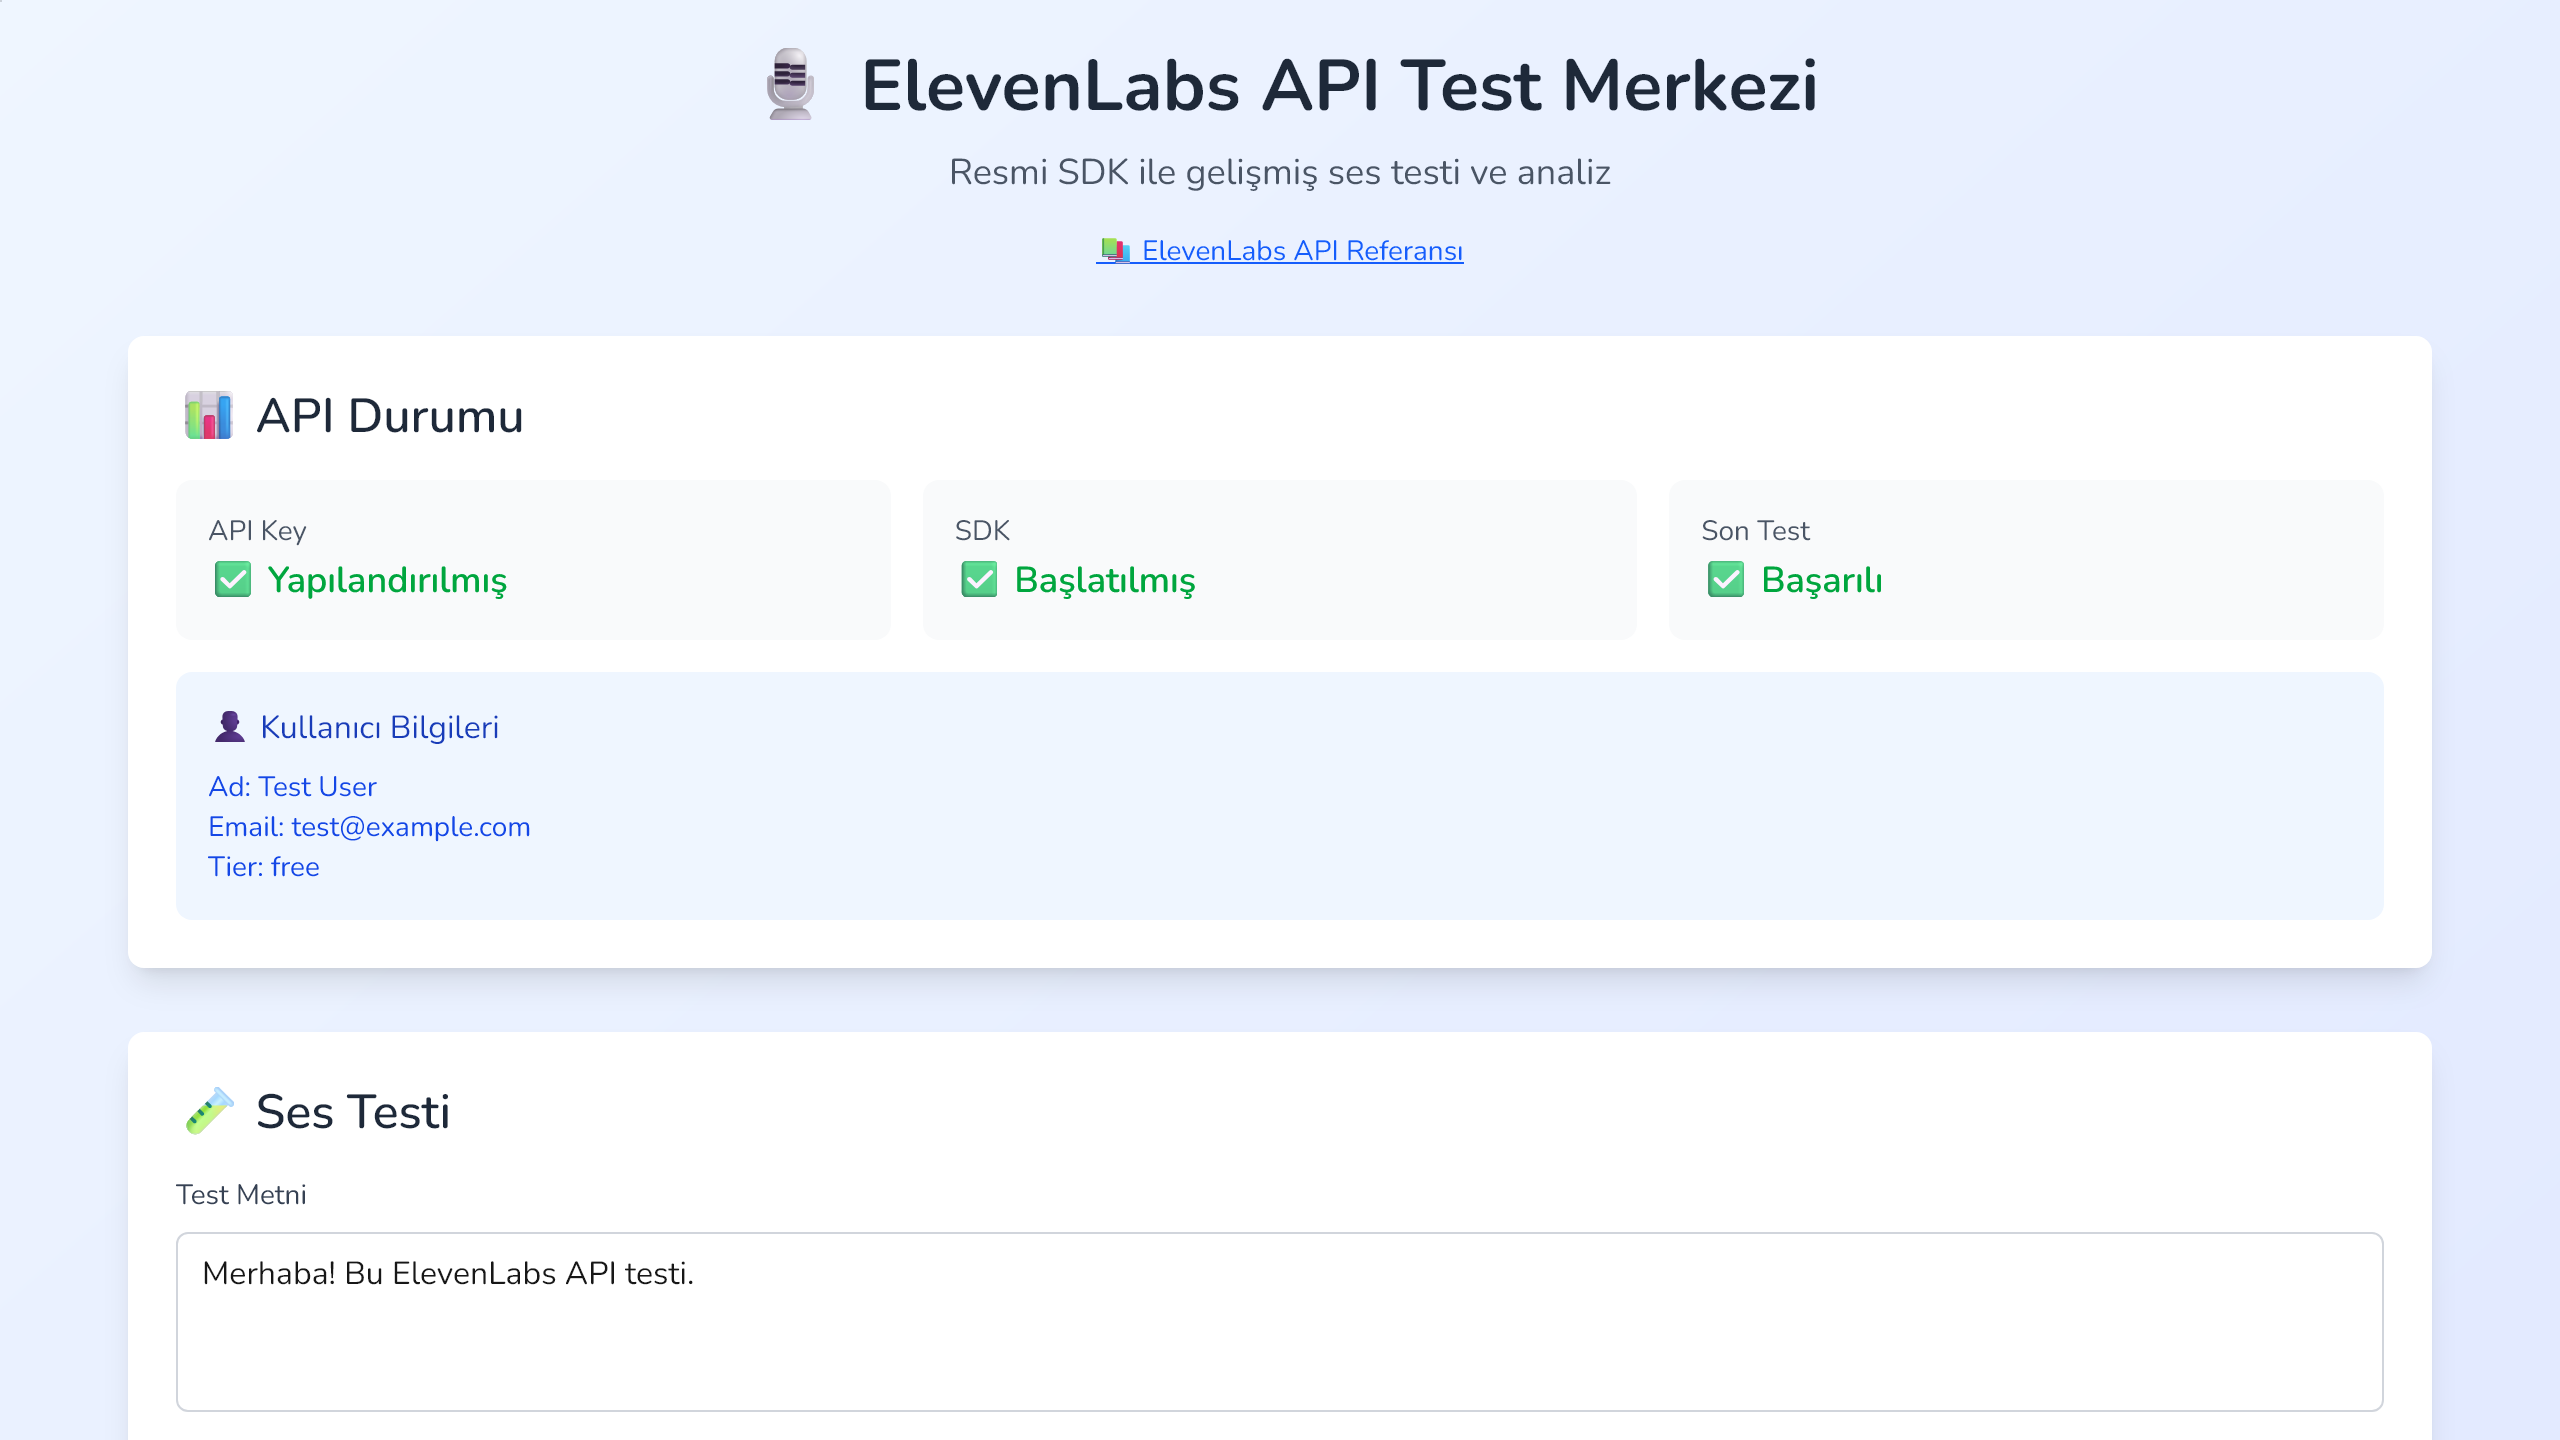 ElevenLabs API Test Merkezi
Resmi SDK ile gelişmiş ses testi ve analiz
ElevenLabs API Referansı
API Durumu
API Key
Yapılandırılmış
SDK
Başlatılmış
Son Test
Başarılı
Kullanıcı Bilgileri
Ad: Test User
Email: test@example.com
Tier: free
Ses Testi
Test Metni
Merhaba! Bu ElevenLabs API testi.